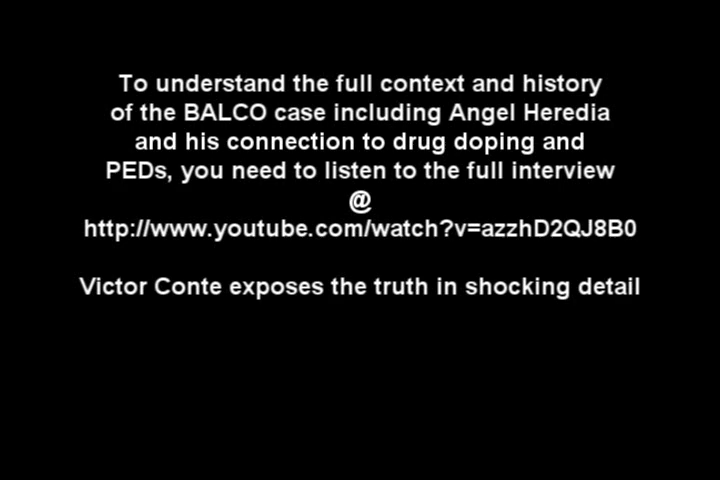 To understand the full context and history
of the BALCO case including Angel Heredia
and his connection to drug doping and
PEDs, you need to listen to the full interview
@
http://www.youtube.com/watch?v=azzhD2QJ8B0
Victor Conte exposes the truth in shocking detail